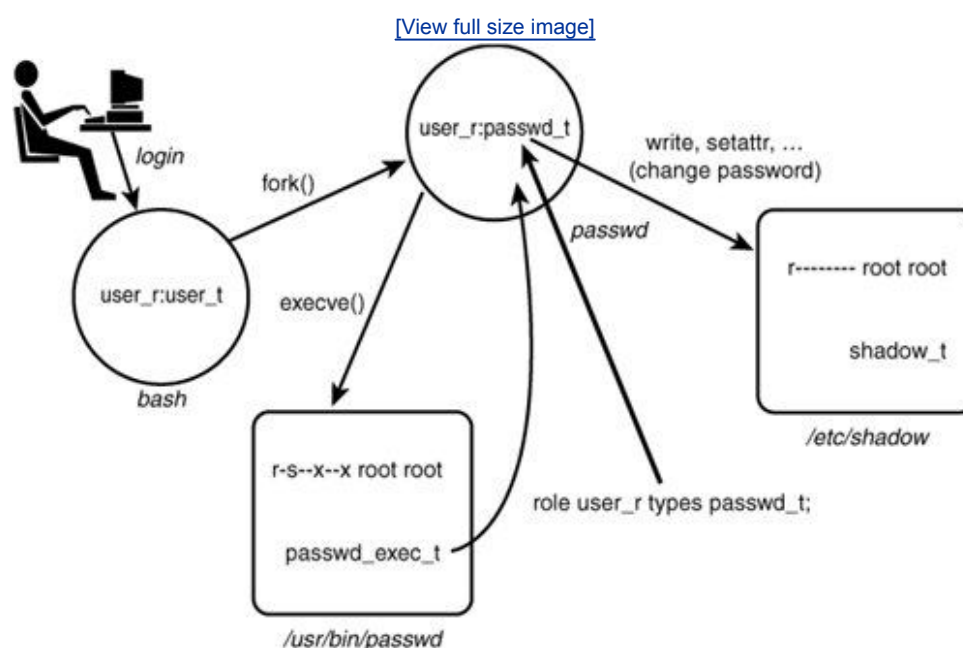 [View full size image]
login
fork()
user_r:passwd_t
write, setattr, ...
(change password)
passwd
user_r:user_t
bash
execve()
r-------- root root
shadow_t
/etc/shadow
r-s--x--x root root
passwd_exec_t
/usr/bin/passwd
role user_r types passwd_t;